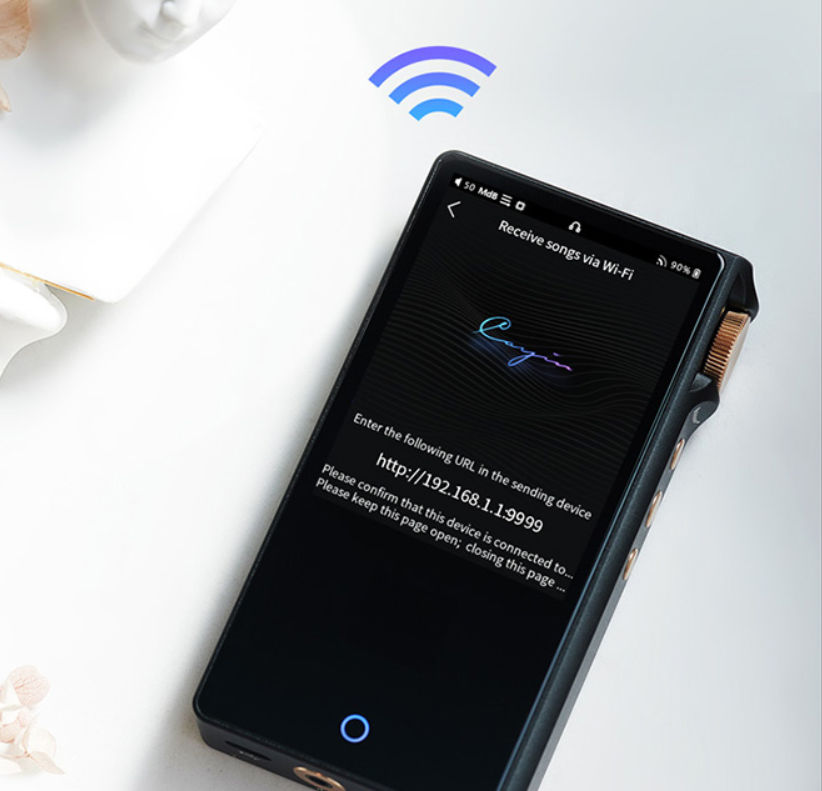 50 MdB
90%
Receive songs via Wi-Fi
Cayin
Enter the following URL in the sending device
http://192.168.1.1:9999
Please confirm that this device is connected to...
Please keep this page open; closing this page ...